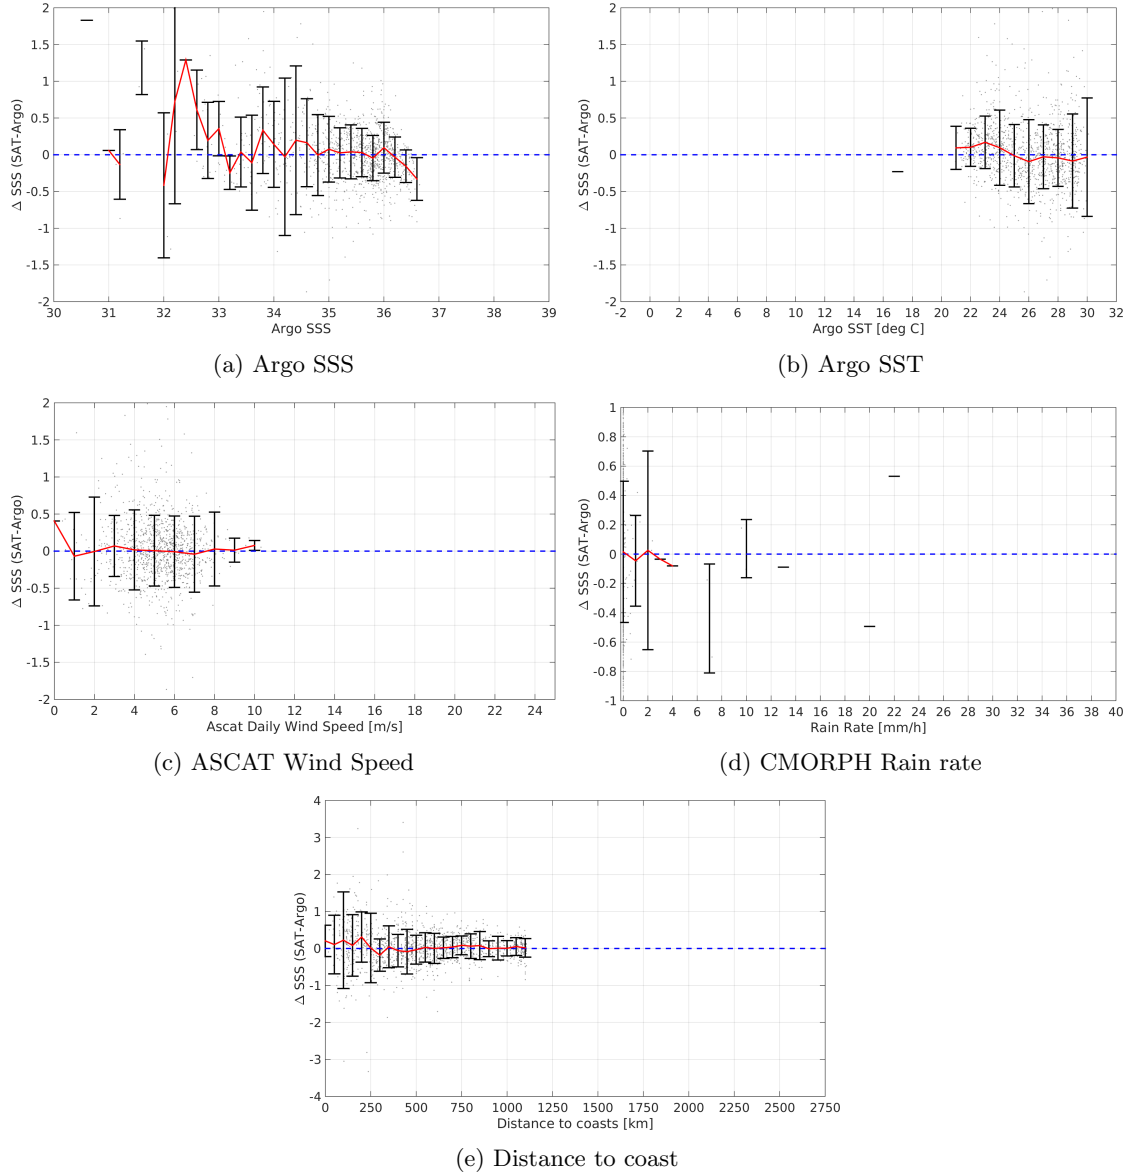 2
1.5
1
0.5
0
-0.5
-1
-1.5
-2
Δ SSS (SAT-Argo)
30 31 32 33 34 35 36 37 38 39
Argo SSS
(a) Argo SSS
2
1.5
1
0.5
0
-0.5
-1
-1.5
-2
Δ SSS (SAT-Argo)
-2 0 2 4 6 8 10 12 14 16 18 20 22 24 26 28 30 32
Argo SST [deg C]
(b) Argo SST
2
1.5
1
0.5
0
-0.5
-1
-1.5
-2
Δ SSS (SAT-Argo)
0 2 4 6 8 10 12 14 16 18 20 22 24
Ascat Daily Wind Speed [m/s]
(c) ASCAT Wind Speed
1
0.8
0.6
0.4
0.2
0
-0.2
-0.4
-0.6
-0.8
-1
Δ SSS (SAT-Argo)
0 2 4 6 8 10 12 14 16 18 20 22 24 26 28 30 32 34 36 38 40
Rain Rate [mm/h]
(d) CMORPH Rain rate
4
3
2
1
0
-1
-2
-3
-4
Δ SSS (SAT-Argo)
0 250 500 750 1000 1250 1500 1750 2000 2250 2500 2750
Distance to coasts [km]
(e) Distance to coast